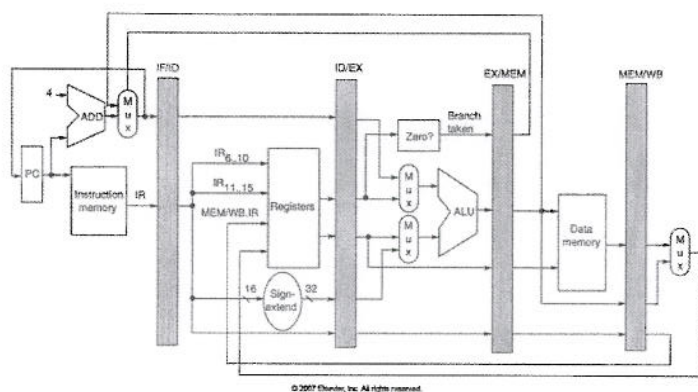 IF/ID
ID/EX
EX/MEM
MEM/WB
4
ADD
M
u
x
Branch
taken
Zero?
IR6..10
IR11..15
MEM/WB.IR
PC
Instruction
memory
IR
Registers
M
u
x
M
u
x
ALU
Data
memory
M
u
x
16
Sign-
extend
32
© 2007 Elsevier, Inc. All rights reserved.